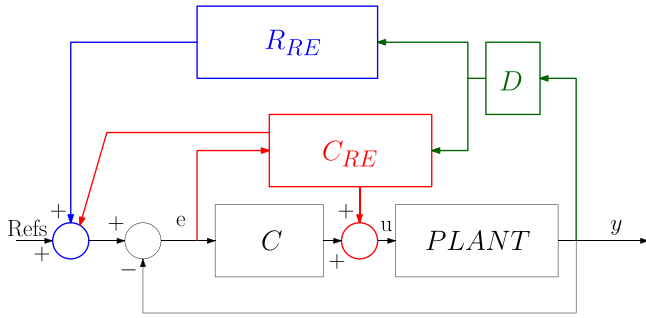 R_RE
D
C_RE
+
+
+
e
u
y
Refs
C
PLANT
+
+
−